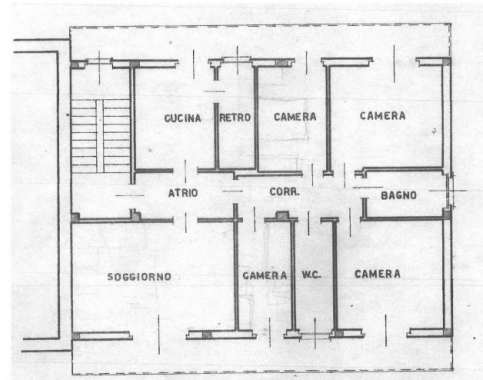 CUCINA RETRO CAMERA CAMERA
ATRIO CORR. BAGNO
SOGGIORNO CAMERA W.C. CAMERA